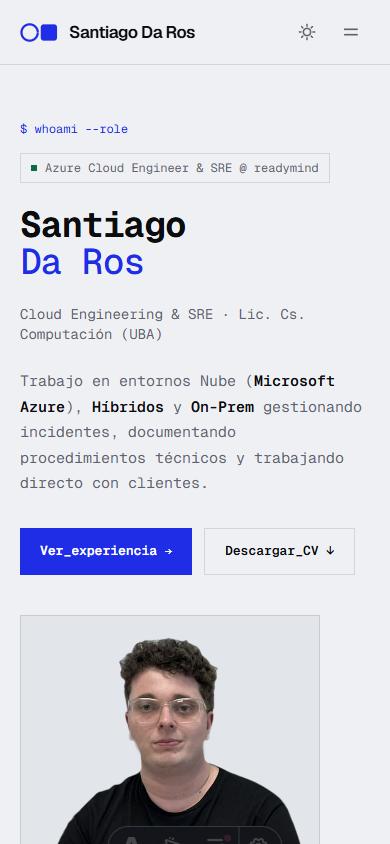 Santiago Da Ros
$ whoami --role
Azure Cloud Engineer & SRE @ readymind
Santiago
Da Ros
Cloud Engineering & SRE · Lic. Cs.
Computación (UBA)
Trabajo en entornos Nube (Microsoft
Azure), Híbridos y On-Prem gestionando
incidentes, documentando
procedimientos técnicos y trabajando
directo con clientes.
Ver_experiencia →
Descargar_CV ↓